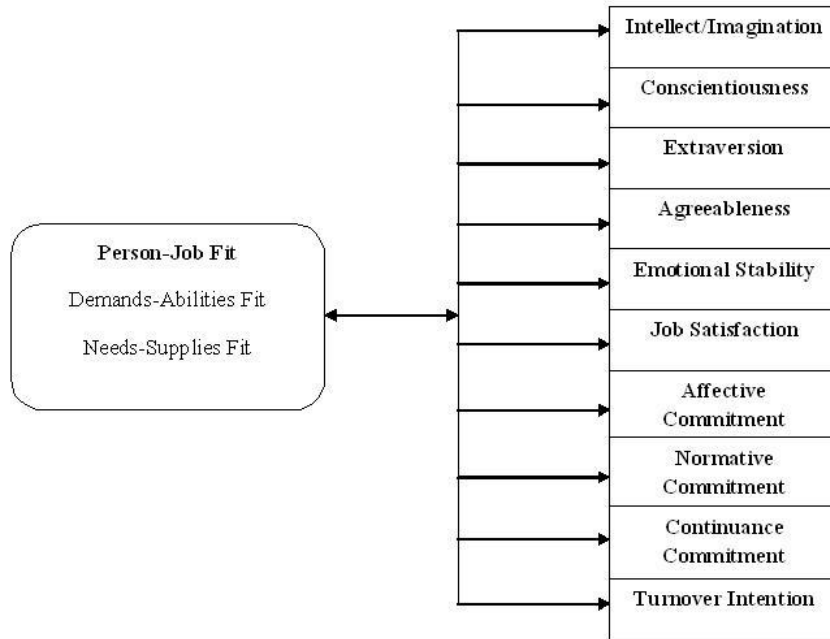 Person-Job Fit
Demands-Abilities Fit
Needs-Supplies Fit
Intellect/Imagination
Conscientiousness
Extraversion
Agreeableness
Emotional Stability
Job Satisfaction
Affective
Commitment
Normative
Commitment
Continuance
Commitment
Turnover Intention